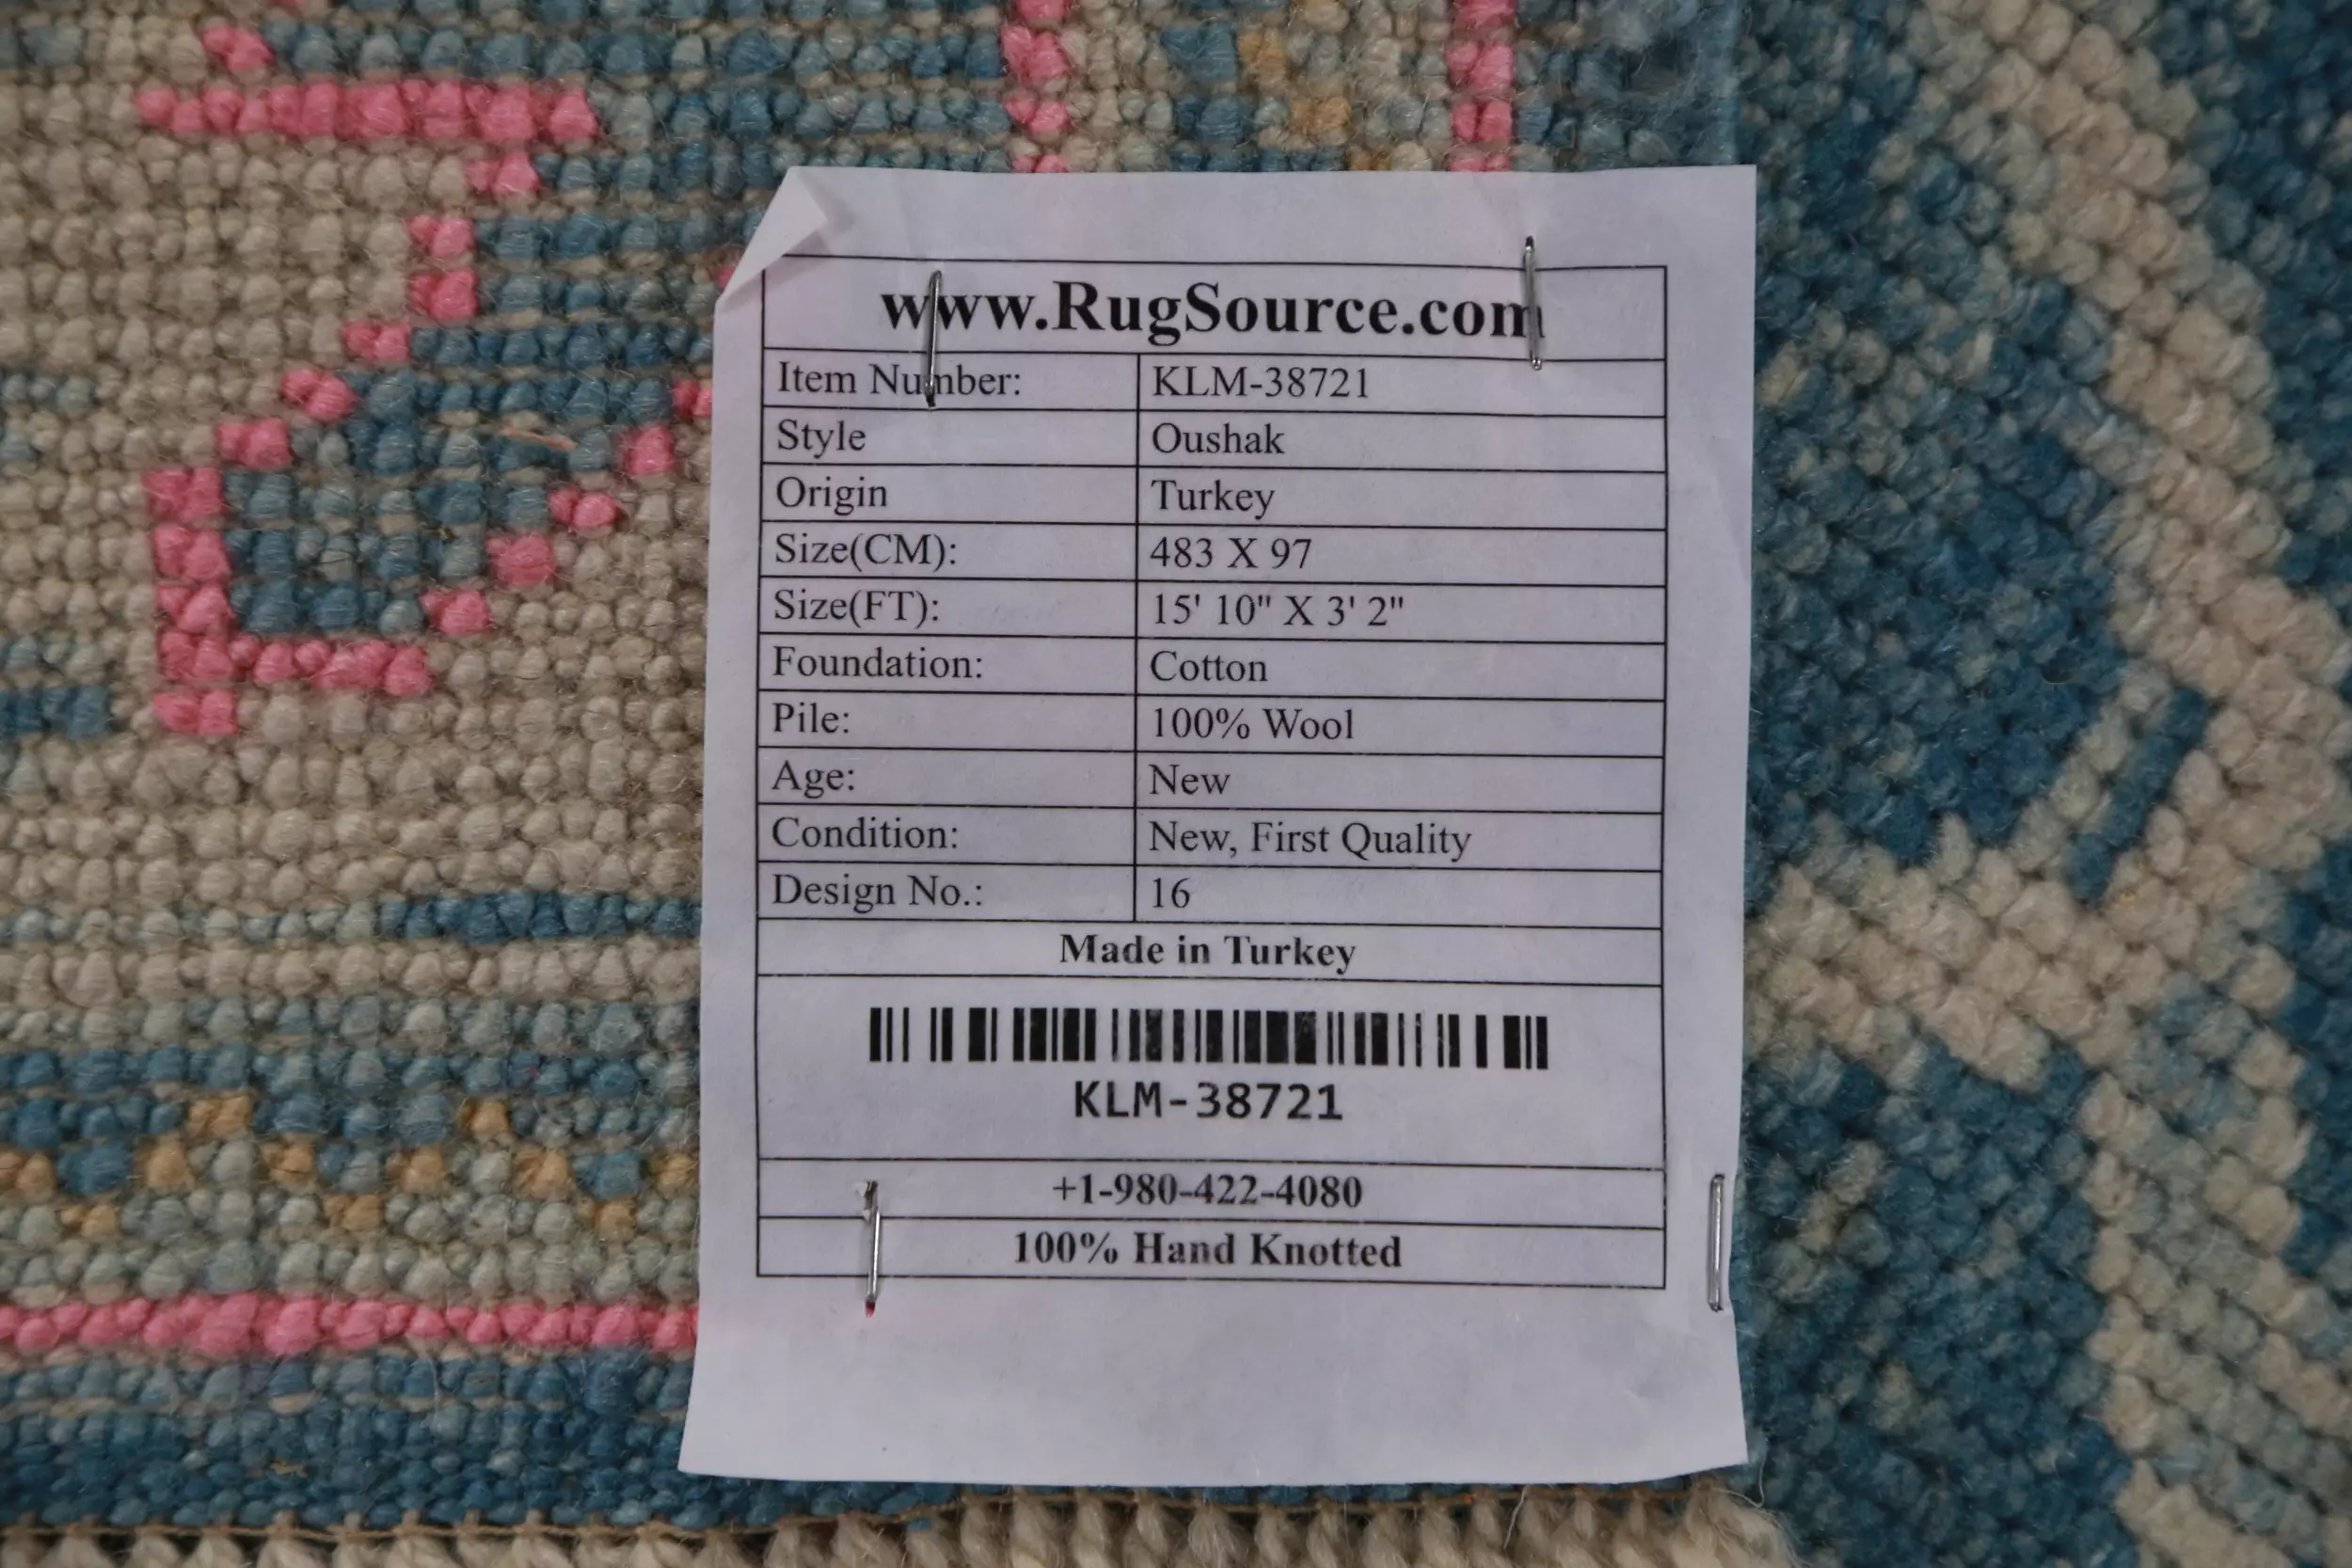 www.RugSource.com
Item Number: KLM-38721
Style Oushak
Origin Turkey
Size(CM): 483 X 97
Size(FT): 15' 10" X 3' 2"
Foundation: Cotton
Pile: 100% Wool
Age: New
Condition: New, First Quality
Design No.: 16
Made in Turkey
KLM-38721
+1-980-422-4080
100% Hand Knotted